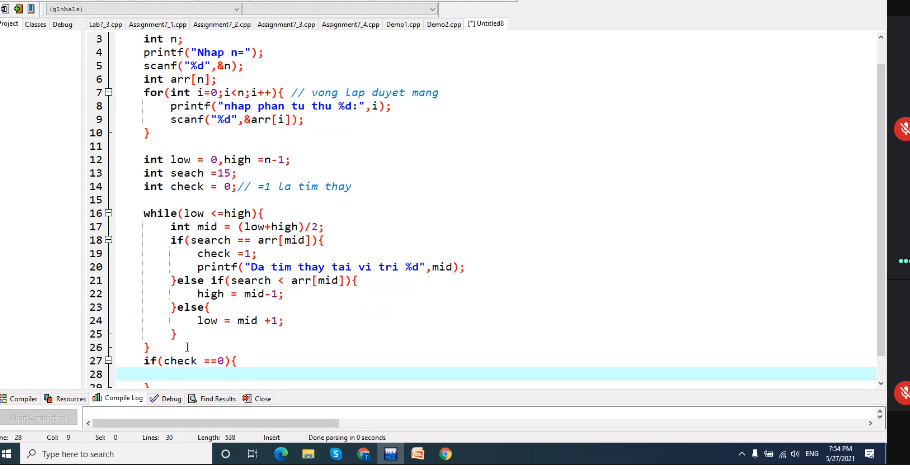 (globals)
Project Classes Debug
Lab7_3.cpp Assignment7_1.cpp Assignment7_2.cpp Assignment7_3.cpp Assignment7_4.cpp Demo1.cpp Demo2.cpp [*] Untitled8
3 int n;
4 printf("Nhap n=");
5 scanf("%d",&n);
6 int arr[n];
7 for(int i=0;i<n;i++){ // vong lap duyet mang
8 printf("nhap phan tu thu %d:",i);
9 scanf("%d",&arr[i]);
10 }
11
12 int low = 0,high =n-1;
13 int seach =15;
14 int check = 0;// =1 la tim thay
15
16 while(low <=high){
17 int mid = (low+high)/2;
18 if(search == arr[mid]){
19 check =1;
20 printf("Da tim thay tai vi tri %d",mid);
21 }else if(search < arr[mid]){
22 high = mid-1;
23 }else{
24 low = mid +1;
25 }
26 }
27 if(check ==0){
28
29 }
Compiler Resources Compile Log Debug Find Results Close
Abort Compilation
ne: 28 Col: 9 Sel: 0 Lines: 30 Length: 538 Insert Done parsing in 0 seconds
Type here to search
ENG
7:54 PM
5/27/2021